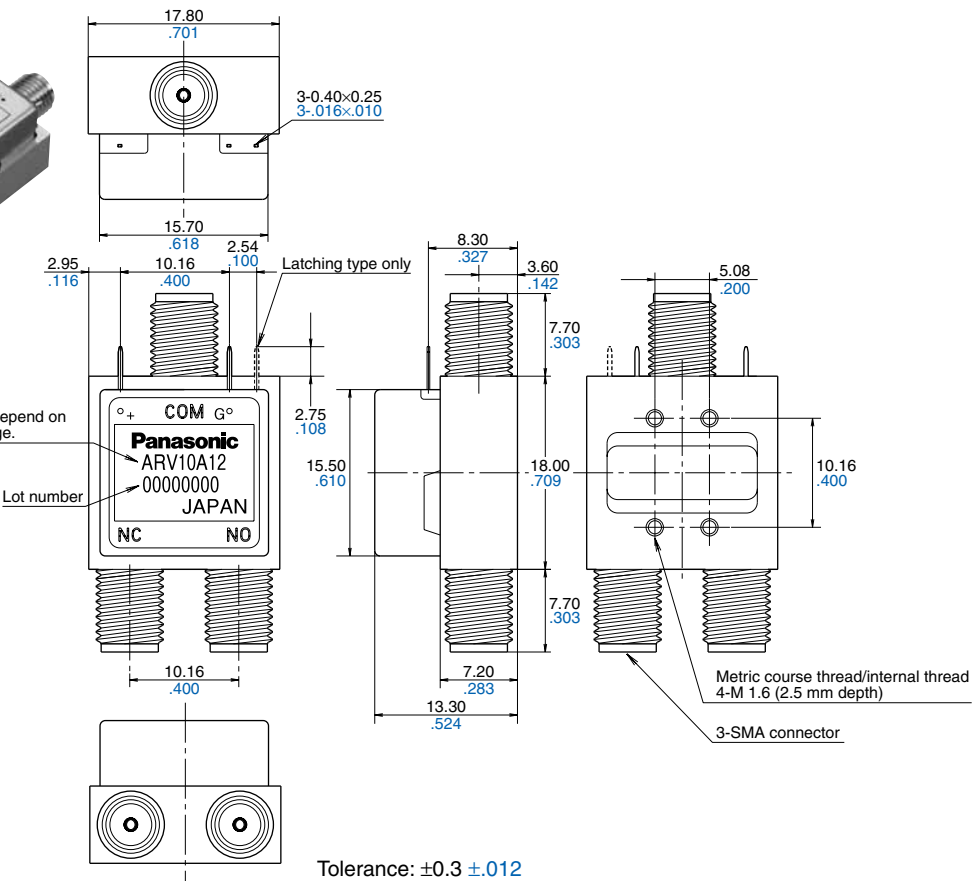 17.80
.701
3-0.40×0.25
3-.016×.010
15.70
.618
2.95
.116
10.16
.400
2.54
.100
Latching type only
8.30
.327
3.60
.142
5.08
.200
7.70
.303
2.75
.108
epend on
ge.
Lot number
+ COM G
Panasonic
ARV10A12
00000000
JAPAN
NC NO
15.50
.610
18.00
.709
10.16
.400
7.70
.303
10.16
.400
7.20
.283
13.30
.524
Metric course thread/internal thread
4-M 1.6 (2.5 mm depth)
3-SMA connector
Tolerance: ±0.3 ±.012